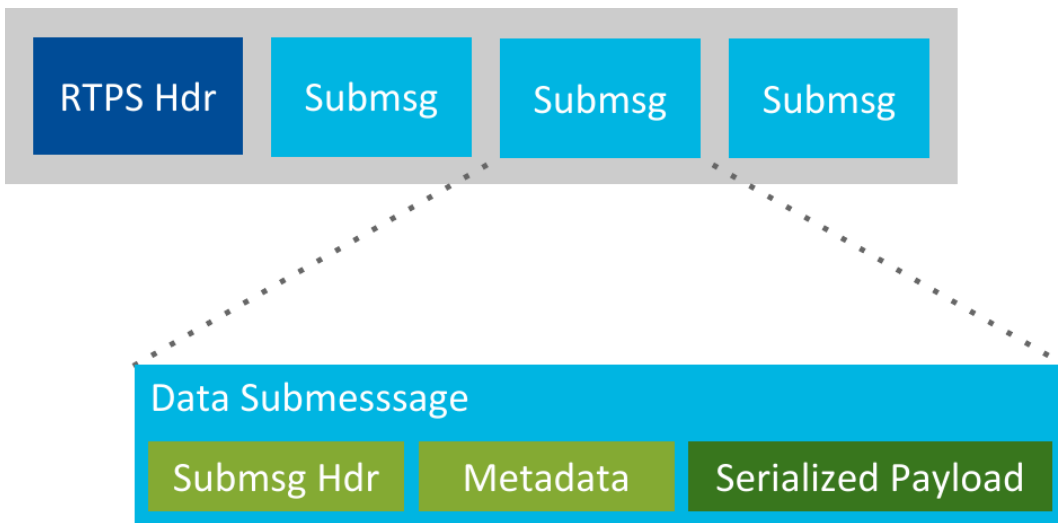 RTPS Hdr Submsg Submsg Submsg
Data Submesssage
Submsg Hdr Metadata Serialized Payload